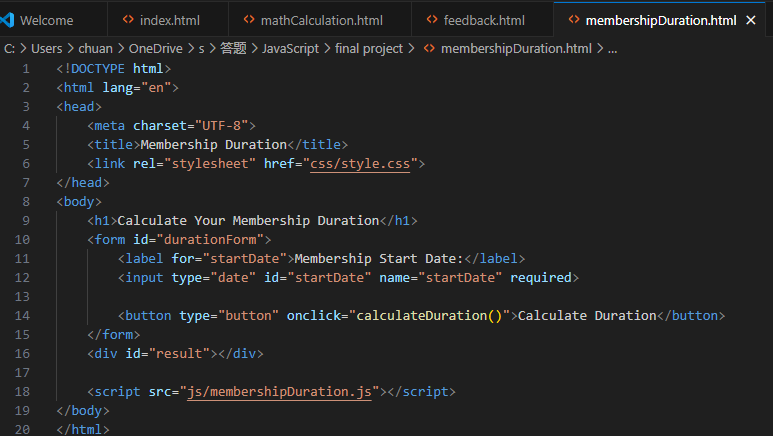 Welcome
index.html
mathCalculation.html
feedback.html
membershipDuration.html
C: > Users > chuan > OneDrive > s > 答题 > JavaScript > final project > membershipDuration.html > ...
1 <!DOCTYPE html>
2 <html lang="en">
3 <head>
4     <meta charset="UTF-8">
5     <title>Membership Duration</title>
6     <link rel="stylesheet" href="css/style.css">
7 </head>
8 <body>
9     <h1>Calculate Your Membership Duration</h1>
10     <form id="durationForm">
11         <label for="startDate">Membership Start Date:</label>
12         <input type="date" id="startDate" name="startDate" required>
13
14         <button type="button" onclick="calculateDuration()">Calculate Duration</button>
15     </form>
16     <div id="result"></div>
17
18     <script src="js/membershipDuration.js"></script>
19 </body>
20 </html>